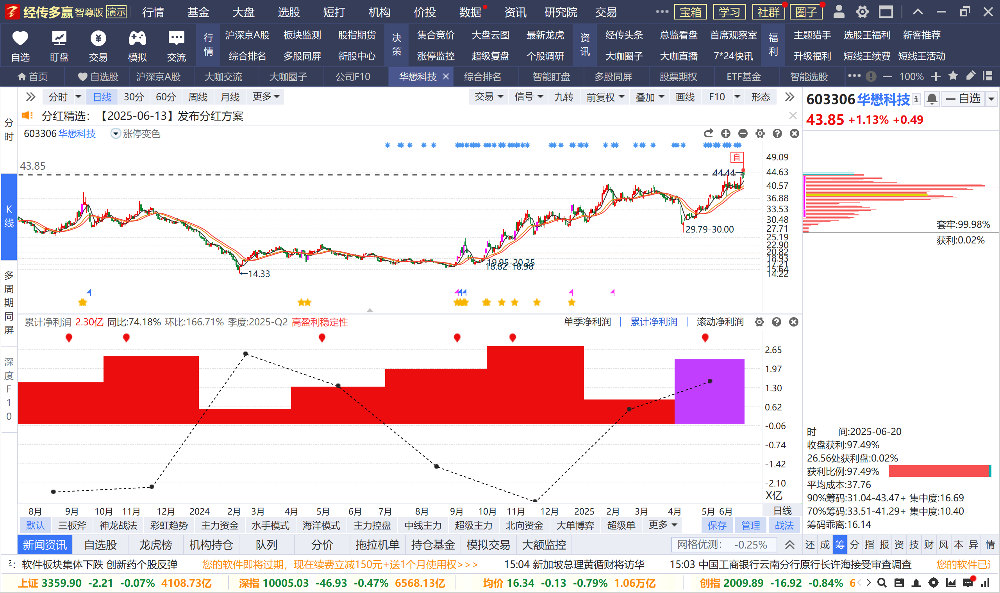 经传多赢 智尊版 演示 行情 基金 大盘 选股 短打 机构 价投 数据 资讯 研究院 交易 宝箱 学习 社群 圈子
自选 盯盘 交易 模拟 交流
行情 沪深京A股 板块监测 股指期货 决策 集合竞价 大盘云图 最新龙虎 资讯 经传头条 总监看盘 首席观察室 福利 主题猎手 选股王福利 新客推荐
综合排名 多股同屏 新股中心 涨停监控 超级复盘 个股调研 大咖圈子 大咖直播 7*24快讯 升级福利 短线王续费 短线王活动
首页 自选股 沪深京A股 大咖交流 大咖圈子 公司F10 华懋科技 综合排名 智能盯盘 多股同屏 股票期权 ETF基金 智能选股 100%
分时 K线 多周期同屏 深度F10
分时 日线 30分 60分 周线 月线 更多 交易 信号 九转 前复权 叠加 画线 F10 形态
分红精选：【2025-06-13】发布分红方案
603306 华懋科技 涨停变色
43.85
自
44.44
29.79-30.00
19.95-20.25
18.82-18.98
14.33
49.09
44.63
40.57
36.88
33.53
30.48
27.71
25.19
22.90
20.82
18.93
17.21
15.64
14.22
累计净利润 2.30亿 同比:74.18% 环比:166.71% 季度:2025-Q2 高盈利稳定性 单季净利润 | 累计净利润 | 滚动净利润
2.65
1.97
1.30
0.62
-0.06
-0.74
-1.42
-2.10
X亿
8月 9月 10月 11月 12月 2024 2月 3月 4月 5月 6月 7月 8月 9月 10月 11月 12月 2025 2月 3月 4月 5月 6月 日线
默认 三板斧 神龙战法 彩虹趋势 主力资金 水手模式 海洋模式 主力控盘 中线主力 超级主力 北向资金 大单博弈 超级单 更多 保存 管理 战法
新闻资讯 自选股 龙虎榜 机构持仓 队列 分价 拖拉机单 持仓基金 模拟交易 大额监控 网格优测： -0.25%
603306 华懋科技 自选
43.85 +1.13% +0.49
套牢:99.98%
获利:0.02%
时 间:2025-06-20
收盘获利:97.49%
26.56处获利盘:0.02%
获利比例:97.49%
平均成本:37.76
90%筹码:31.04-43.47+ 集中度:16.69
70%筹码:33.51-41.29+ 集中度:10.40
筹码乖离:16.14
还 成 筹 分 指 报 资 技 财 风 本 异 情
：软件板块集体下跌 创新药个股反弹 您的软件即将过期，现在续费立减150元+送1个月使用权>>> 15:04 新加坡总理黄循财将访华 15:03 中国工商银行云南分行原行长许海接受审查调查 您的软件已
上证 3359.90 -2.21 -0.07% 4108.73亿 深指 10005.03 -46.93 -0.47% 6568.13亿 均价 16.34 -0.13 -0.79% 1.06万亿 创指 2009.89 -16.92 -0.84% 6